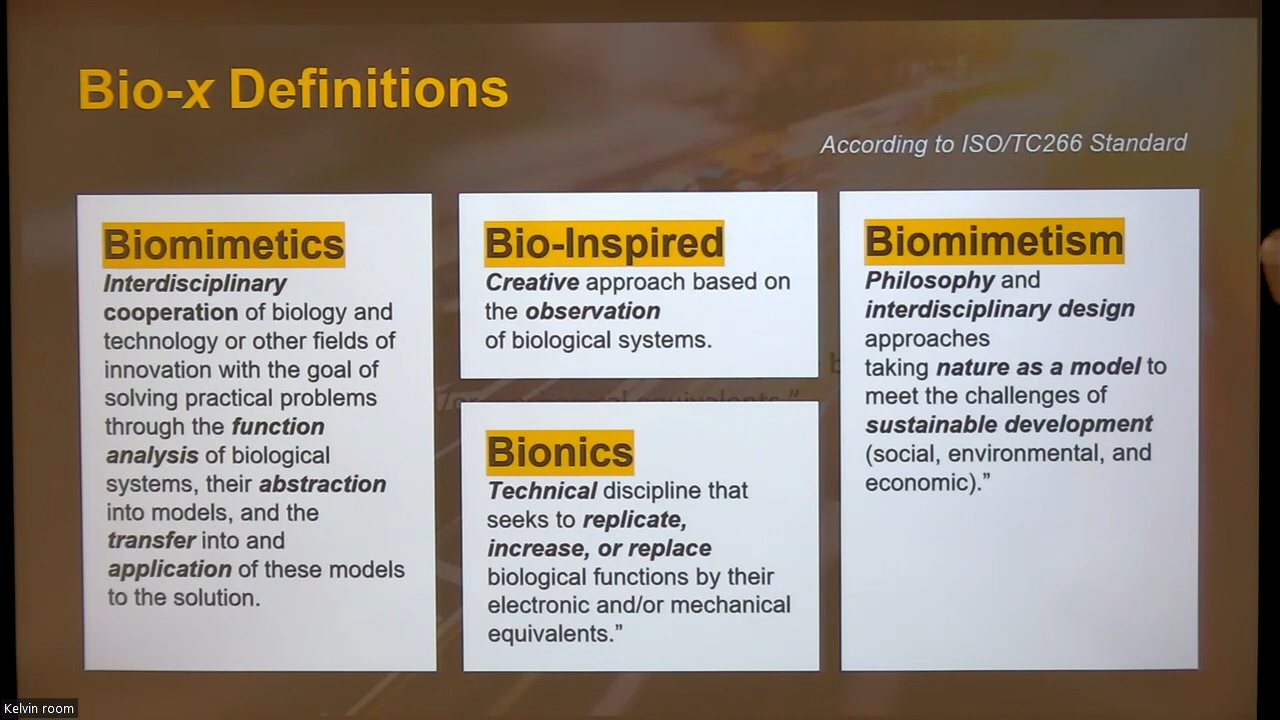 Bio-x Definitions
According to ISO/TC266 Standard
Biomimetics
Interdisciplinary
cooperation of biology and
technology or other fields of
innovation with the goal of
solving practical problems
through the function
analysis of biological
systems, their abstraction
into models, and the
transfer into and
application of these models
to the solution.
Bio-Inspired
Creative approach based on
the observation
of biological systems.
Bionics
Technical discipline that
seeks to replicate,
increase, or replace
biological functions by their
electronic and/or mechanical
equivalents.”
Biomimetism
Philosophy and
interdisciplinary design
approaches
taking nature as a model to
meet the challenges of
sustainable development
(social, environmental, and
economic).”
equivalents.”
Kelvin room